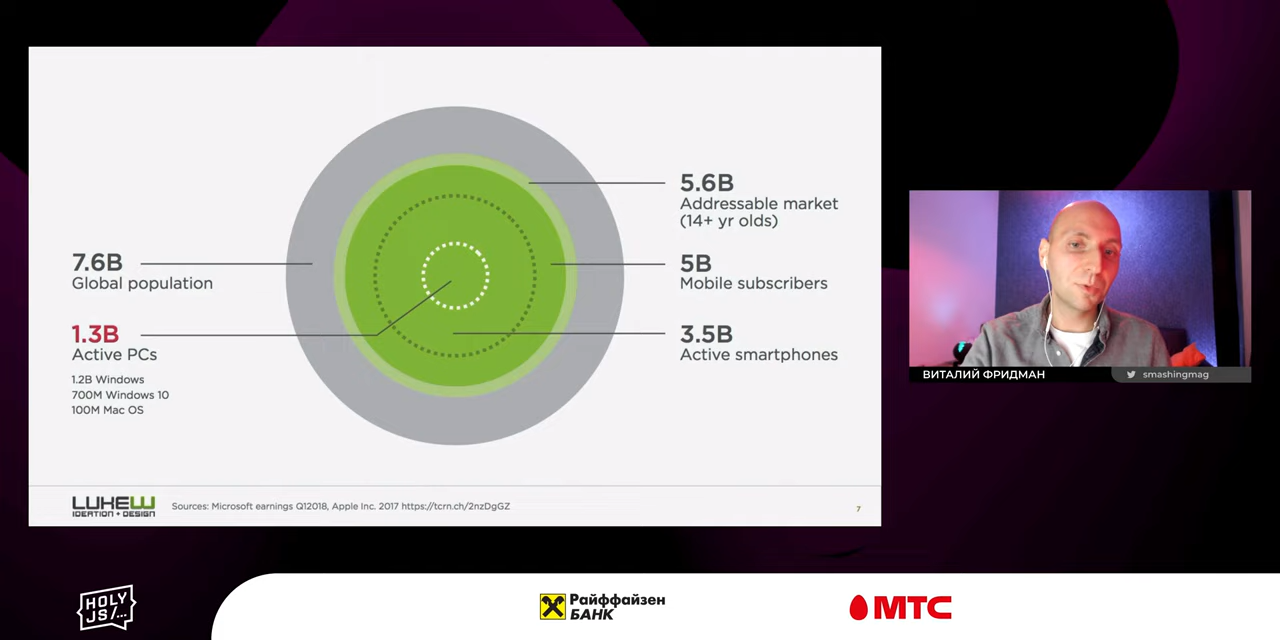 7.6B
Global population
1.3B
Active PCs
1.2B Windows
700M Windows 10
100M Mac OS
5.6B
Addressable market
(14+ yr olds)
5B
Mobile subscribers
3.5B
Active smartphones
LUKEW
IDEATION + DESIGN
Sources: Microsoft earnings Q12018, Apple Inc. 2017 https://tcrn.ch/2nzDgGZ
7
ВИТАЛИЙ ФРИДМАН
smashingmag
HOLY
JS/...
Райффайзен
БАНК
МТС